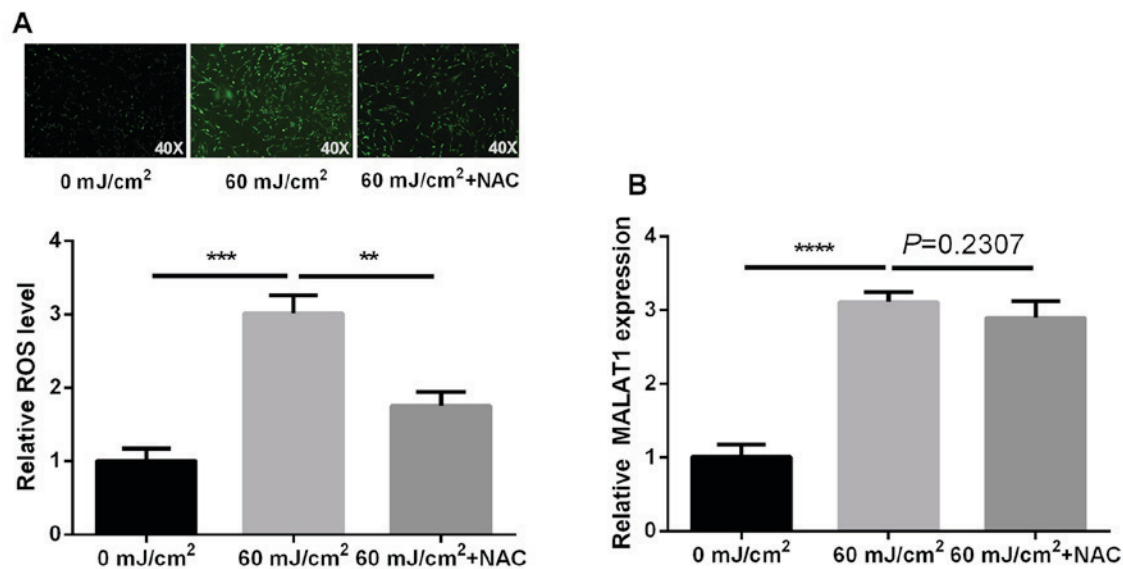 A
40X 40X 40X
0 mJ/cm² 60 mJ/cm² 60 mJ/cm²+NAC
Relative ROS level
4
3
2
1
0
*** **
0 mJ/cm² 60 mJ/cm² 60 mJ/cm²+NAC
B
Relative MALAT1 expression
4
3
2
1
0
**** P=0.2307
0 mJ/cm² 60 mJ/cm² 60 mJ/cm²+NAC